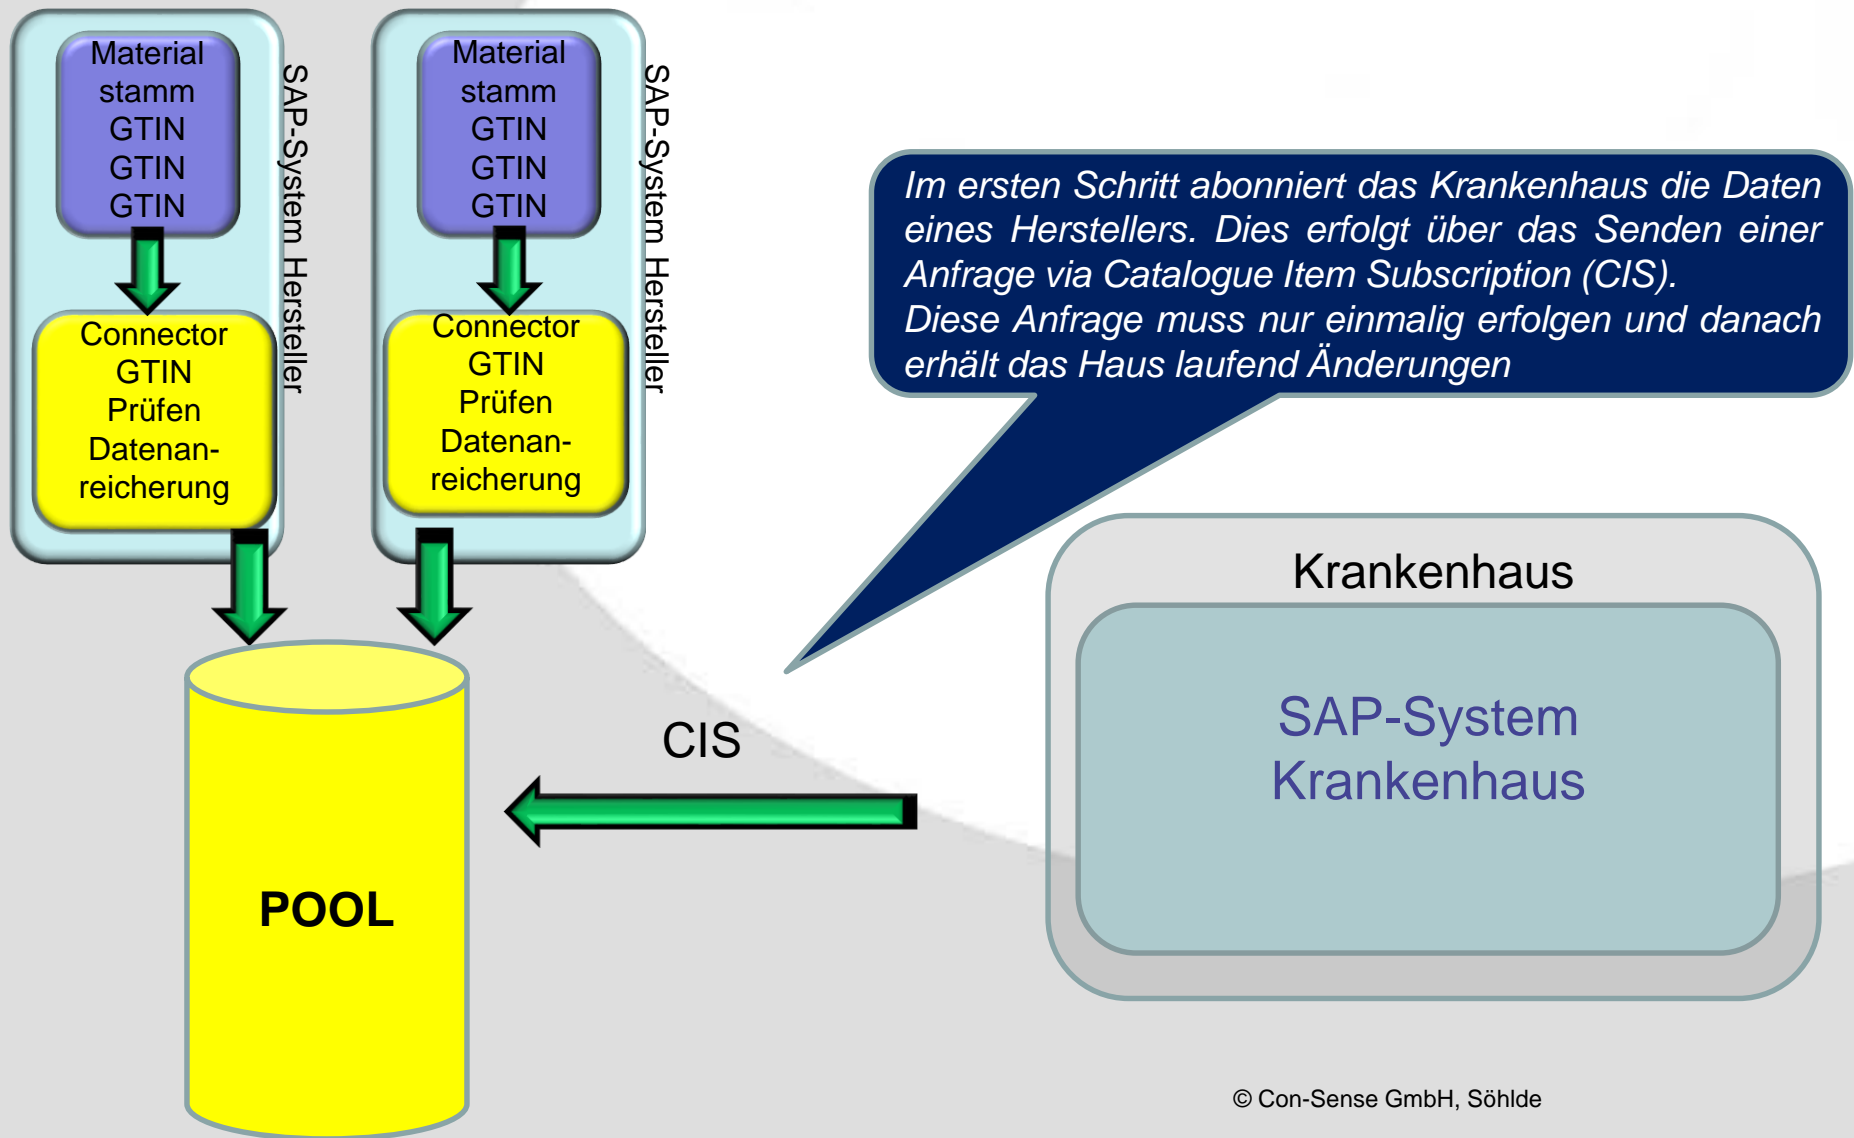 Material
stamm
GTIN
GTIN
GTIN
Connector
GTIN
Prüfen
Datenan-
reicherung
SAP-System Hersteller
Material
stamm
GTIN
GTIN
GTIN
Connector
GTIN
Prüfen
Datenan-
reicherung
SAP-System Hersteller
Im ersten Schritt abonniert das Krankenhaus die Daten
eines Herstellers. Dies erfolgt über das Senden einer
Anfrage via Catalogue Item Subscription (CIS).
Diese Anfrage muss nur einmalig erfolgen und danach
erhält das Haus laufend Änderungen
Krankenhaus
SAP-System
Krankenhaus
CIS
POOL
© Con-Sense GmbH, Söhlde